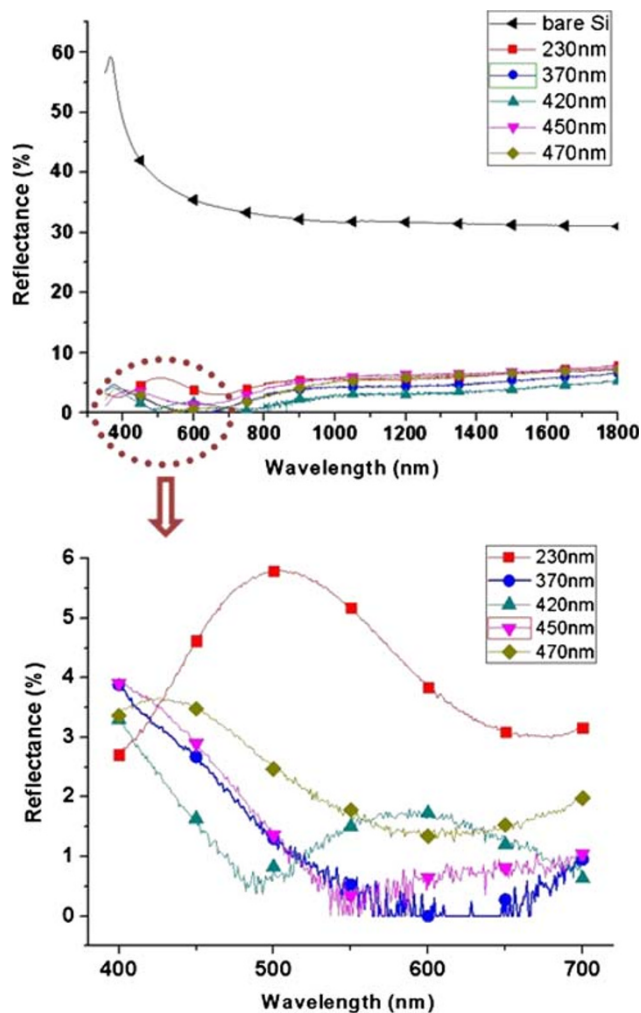 bare Si
230nm
370nm
420nm
450nm
470nm
60
50
40
30
20
10
0
Reflectance (%)
400 600 800 1000 1200 1400 1600 1800
Wavelength (nm)
230nm
370nm
420nm
450nm
470nm
6
5
4
3
2
1
0
Reflectance (%)
400 500 600 700
Wavelength (nm)